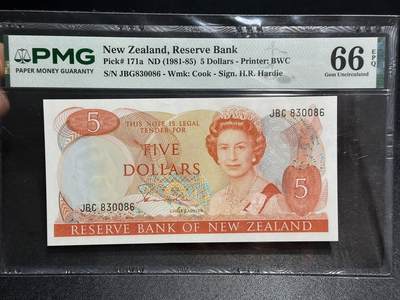 PMG
PAPER MONEY GUARANTY
New Zealand, Reserve Bank
Pick# 171a ND (1981-85) 5 Dollars - Printer: BWC
S/N JBG830086 - Wmk: Cook - Sign. H.R. Hardie
66 EPQ
Gem Uncirculated
5
THIS NOTE IS LEGAL
TENDER FOR
FIVE
DOLLARS
JBC 830086
JBC 830086
5
RESERVE BANK OF NEW ZEALAND